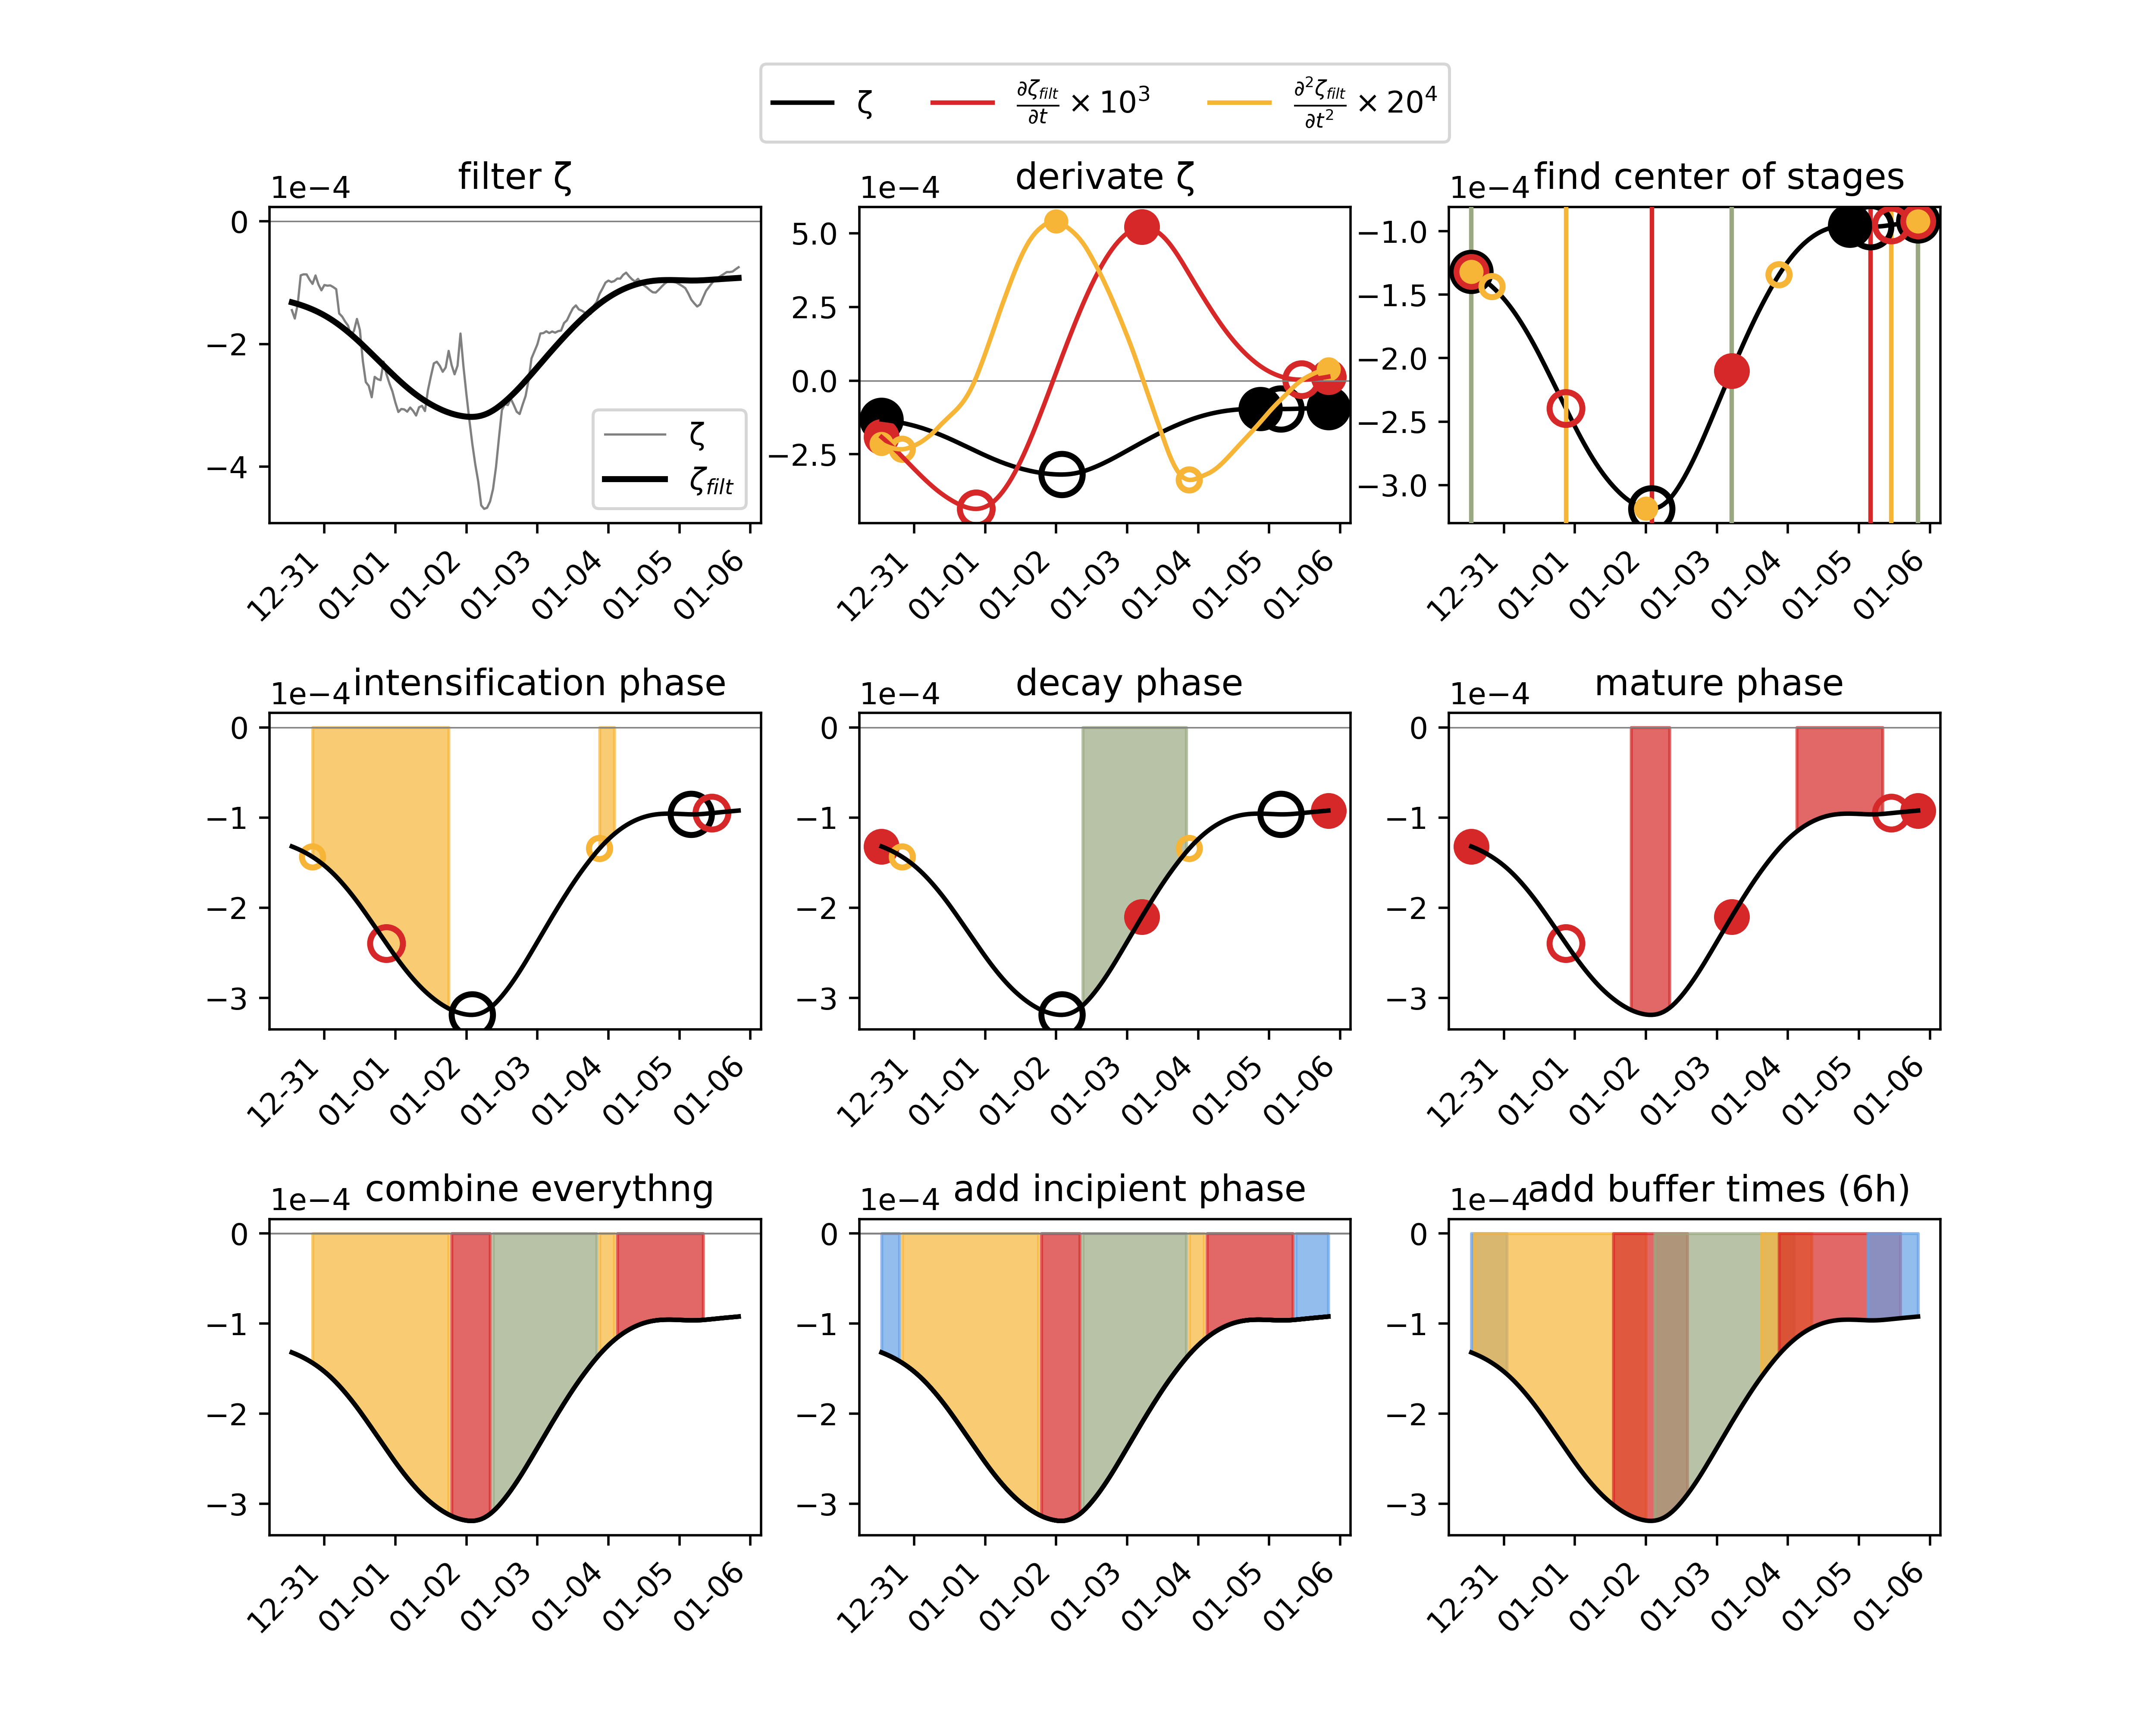 ζ ∂ζfilt/∂t × 10³ ∂²ζfilt/∂t² × 20⁴
filter ζ
1e−4
0
−2
−4
ζ
ζfilt
12-31 01-01 01-02 01-03 01-04 01-05 01-06
derivate ζ
1e−4
5.0
2.5
0.0
−2.5
12-31 01-01 01-02 01-03 01-04 01-05 01-06
find center of stages
1e−4
−1.0
−1.5
−2.0
−2.5
−3.0
12-31 01-01 01-02 01-03 01-04 01-05 01-06
intensification phase
1e−4
0
−1
−2
−3
12-31 01-01 01-02 01-03 01-04 01-05 01-06
decay phase
1e−4
0
−1
−2
−3
12-31 01-01 01-02 01-03 01-04 01-05 01-06
mature phase
1e−4
0
−1
−2
−3
12-31 01-01 01-02 01-03 01-04 01-05 01-06
combine everythng
1e−4
0
−1
−2
−3
12-31 01-01 01-02 01-03 01-04 01-05 01-06
add incipient phase
1e−4
0
−1
−2
−3
12-31 01-01 01-02 01-03 01-04 01-05 01-06
add buffer times (6h)
1e−4
0
−1
−2
−3
12-31 01-01 01-02 01-03 01-04 01-05 01-06